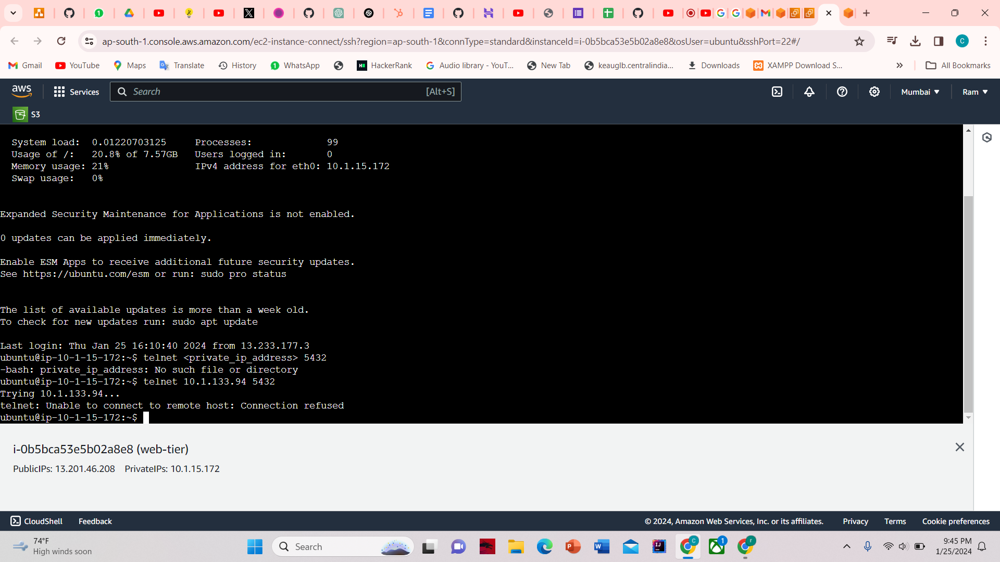 ap-south-1.console.aws.amazon.com/ec2-instance-connect/ssh?region=ap-south-1&connType=standard&instanceId=i-0b5bca53e5b02a8e8&osUser=ubuntu&sshPort=22#/
C
Gmail YouTube Maps Translate History WhatsApp HackerRank Audio library - YouT... New Tab keauglb.centralindia... Downloads XAMPP Download S... » All Bookmarks
aws Services Search [Alt+S] Mumbai ▼ Ram ▼
S3
System load: 0.01220703125 Processes: 99
Usage of /: 20.8% of 7.57GB Users logged in: 0
Memory usage: 21% IPv4 address for eth0: 10.1.15.172
Swap usage: 0%
Expanded Security Maintenance for Applications is not enabled.
0 updates can be applied immediately.
Enable ESM Apps to receive additional future security updates.
See https://ubuntu.com/esm or run: sudo pro status
The list of available updates is more than a week old.
To check for new updates run: sudo apt update
Last login: Thu Jan 25 16:10:40 2024 from 13.233.177.3
ubuntu@ip-10-1-15-172:~$ telnet <private_ip_address> 5432
-bash: private_ip_address: No such file or directory
ubuntu@ip-10-1-15-172:~$ telnet 10.1.133.94 5432
Trying 10.1.133.94...
telnet: Unable to connect to remote host: Connection refused
ubuntu@ip-10-1-15-172:~$
i-0b5bca53e5b02a8e8 (web-tier)
PublicIPs: 13.201.46.208 PrivateIPs: 10.1.15.172
CloudShell Feedback © 2024, Amazon Web Services, Inc. or its affiliates. Privacy Terms Cookie preferences
74°F
High winds soon
Search
9:45 PM
1/25/2024